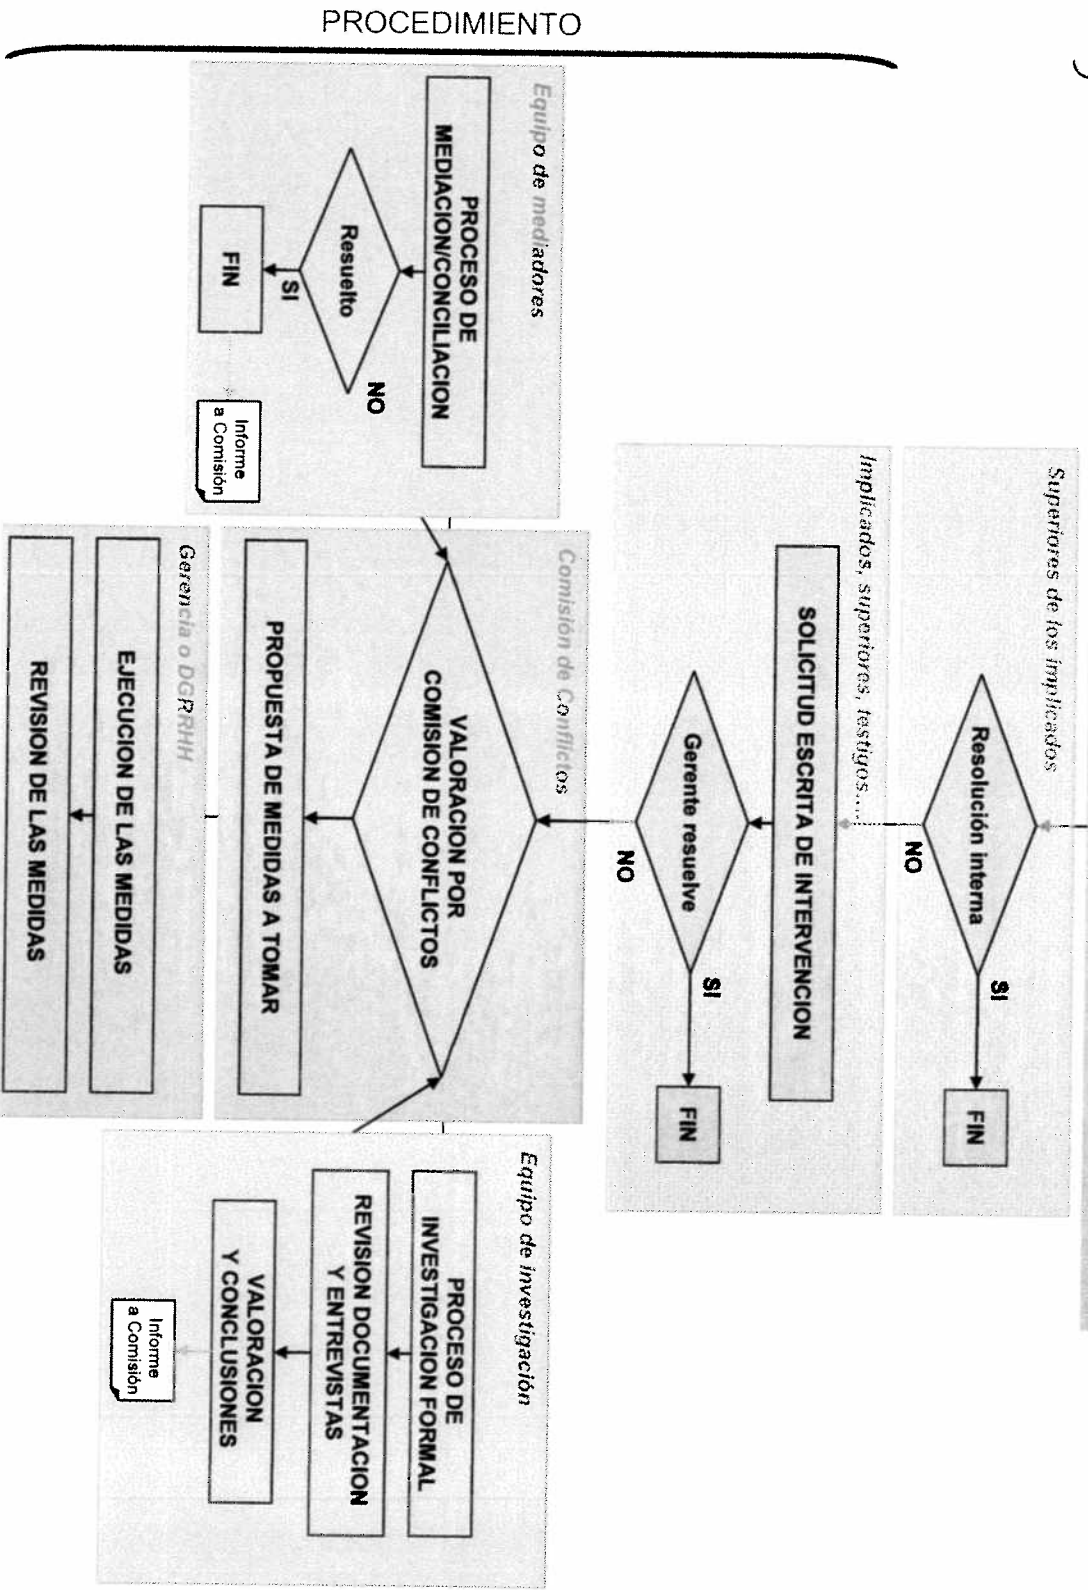 PROCEDIMIENTO
Superiores de los implicados
Resolución interna
SI
FIN
NO
Implicados, superiores, testigos....
SOLICITUD ESCRITA DE INTERVENCION
Gerente resuelve
SI
FIN
NO
Equipo de mediadores
PROCESO DE
MEDIACION/CONCILIACION
Resuelto
NO
SI
FIN
Informe
a Comisión
Comisión de Conflictos
VALORACION POR
COMISION DE CONFLICTOS
PROPUESTA DE MEDIDAS A TOMAR
Gerencia o DGRRHH
EJECUCION DE LAS MEDIDAS
REVISION DE LAS MEDIDAS
Equipo de investigación
PROCESO DE
INVESTIGACION FORMAL
REVISION DOCUMENTACION
Y ENTREVISTAS
VALORACION
Y CONCLUSIONES
Informe
a Comisión